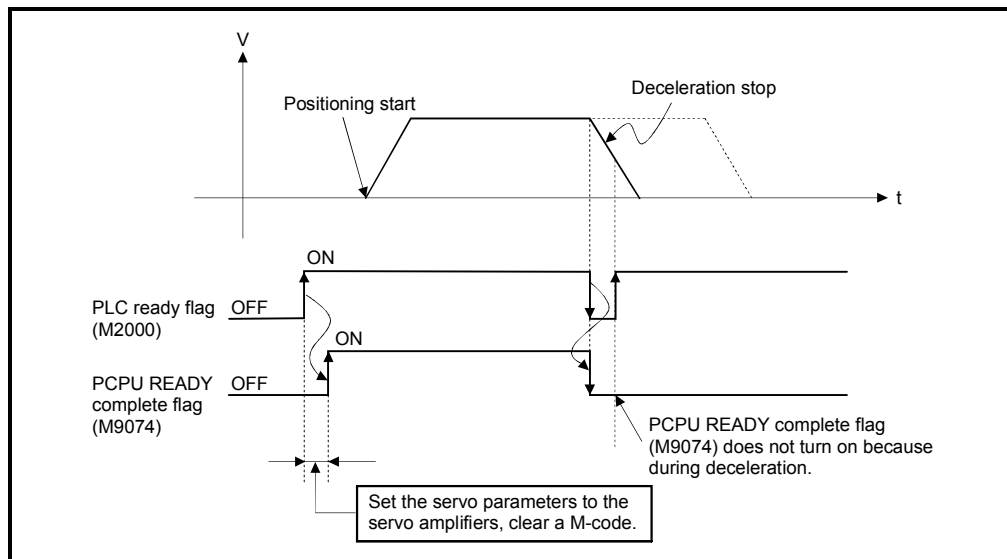 V
Deceleration stop
Positioning start
t
ON
PLC ready flag
(M2000)
OFF
ON
PCPU READY
complete flag
(M9074)
OFF
PCPU READY complete flag
(M9074) does not turn on because
during deceleration.
Set the servo parameters to the
servo amplifiers, clear a M-code.